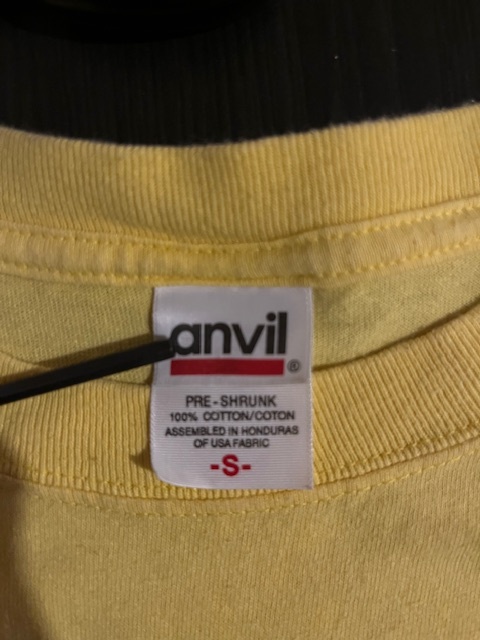 anvil®
PRE-SHRUNK
100% COTTON/COTON
ASSEMBLED IN HONDURAS
OF USA FABRIC
-S-